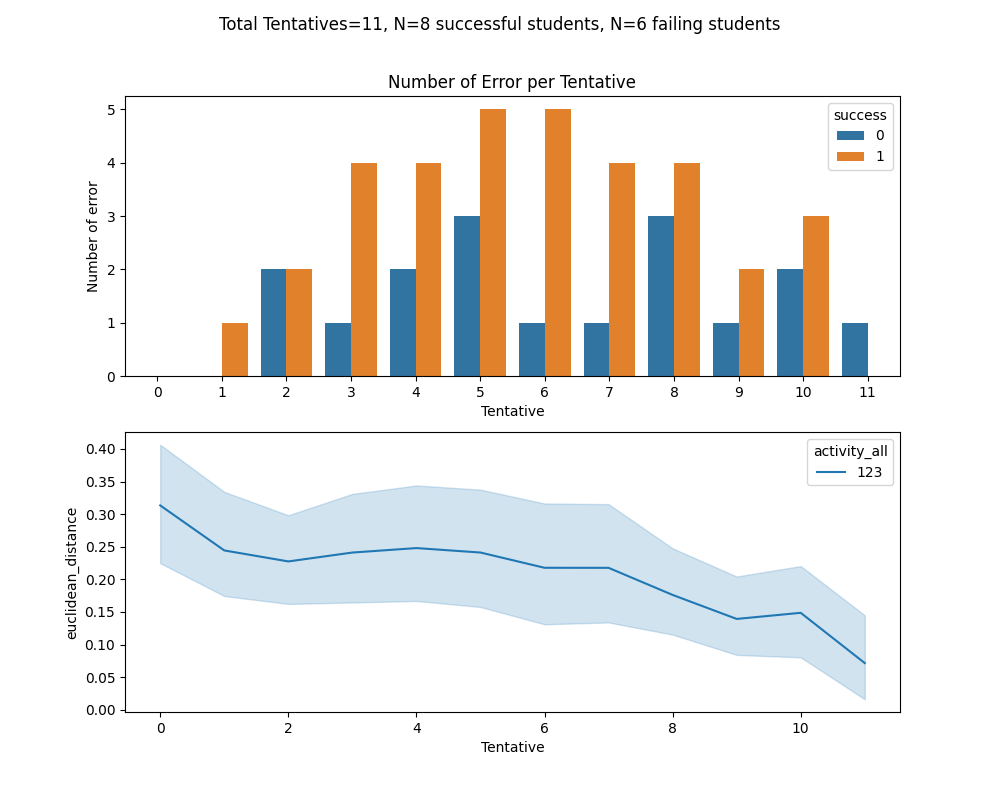 Total Tentatives=11, N=8 successful students, N=6 failing students
Number of Error per Tentative
Number of error
5
4
3
2
1
0
success
0
1
0 1 2 3 4 5 6 7 8 9 10 11
Tentative
euclidean_distance
0.40
0.35
0.30
0.25
0.20
0.15
0.10
0.05
0.00
activity_all
123
0 2 4 6 8 10
Tentative